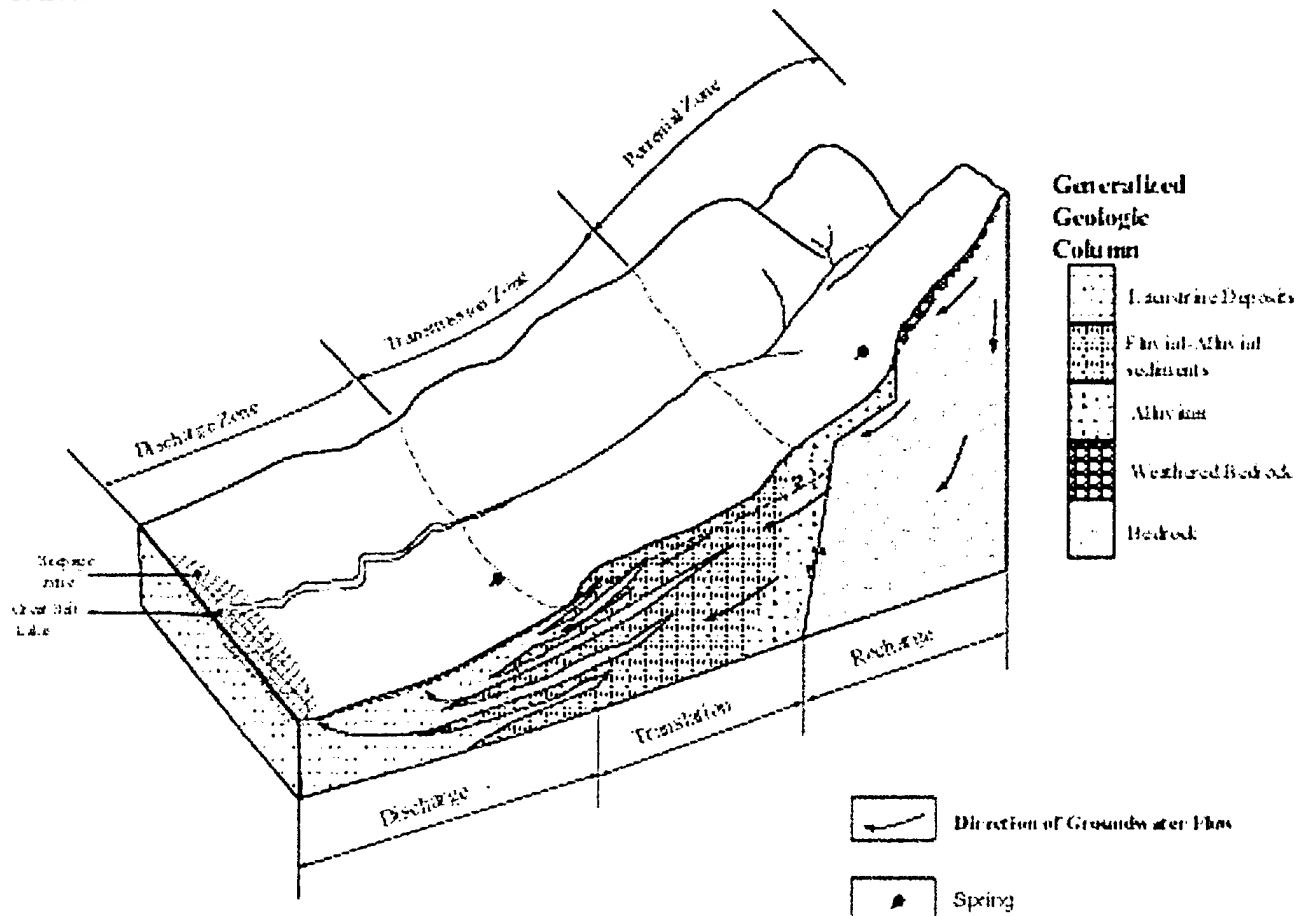 Perennial Zone
Transmission Zone
Discharge Zone
Generalized
Geologic
Column
Lacustrine Deposits
Fluvial-Alluvial
sediments
Alluvium
Weathered Bedrock
Bedrock
Seepage
zone
Great Salt
Lake
Recharge
Translation
Discharge
Direction of Groundwater Flow
Spring